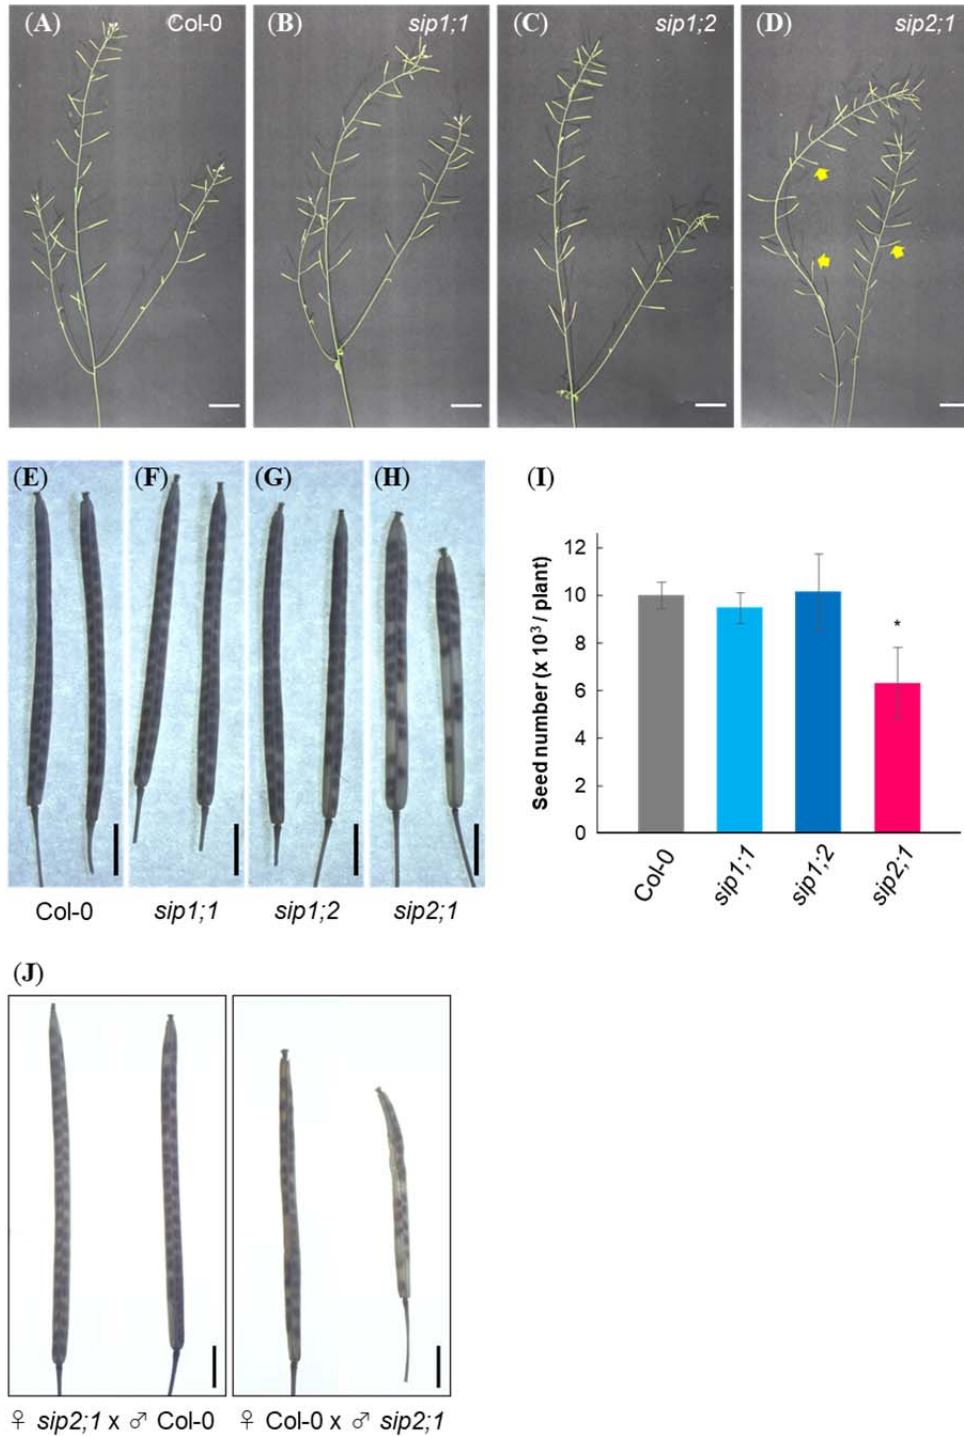 (A) Col-0 (B) sip1;1 (C) sip1;2 (D) sip2;1
(E) (F) (G) (H) (I)
Seed number (x 10³ / plant)
12
10
8
6
4
2
0
*
Col-0 sip1;1 sip1;2 sip2;1
Col-0 sip1;1 sip1;2 sip2;1
(J)
♀ sip2;1 x ♂ Col-0 ♀ Col-0 x ♂ sip2;1